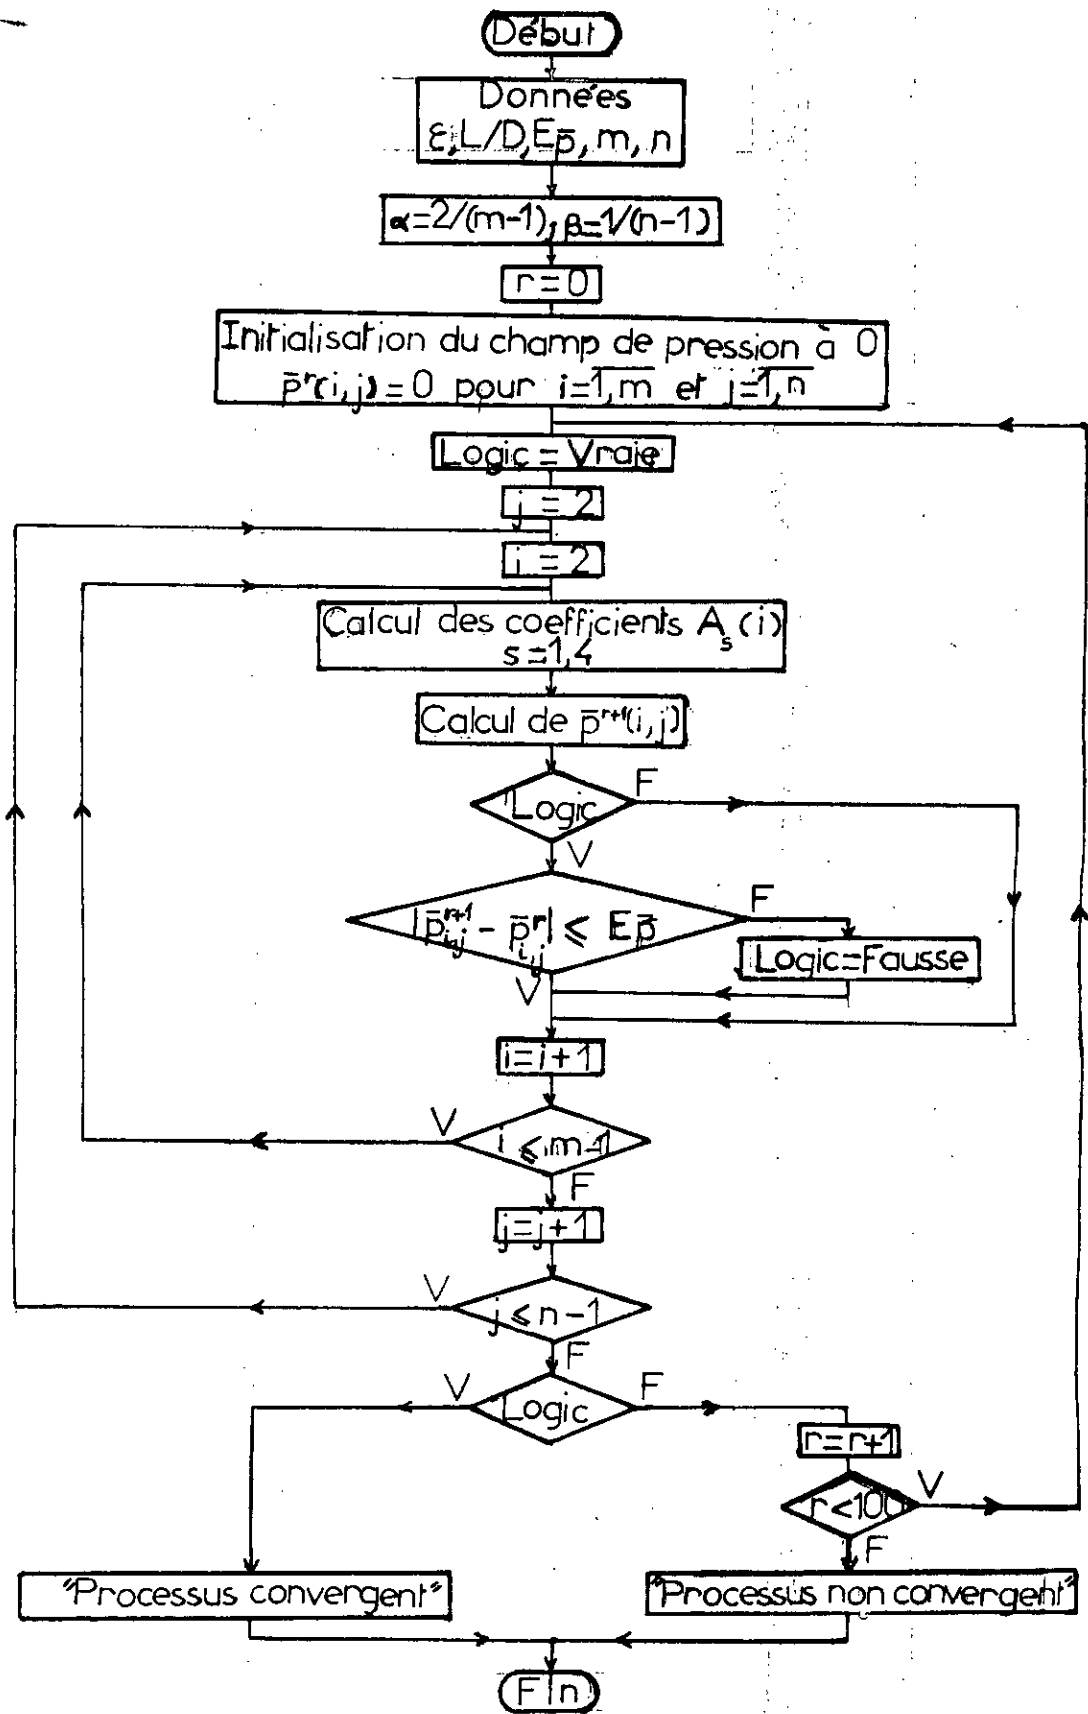 Début
Données
ε, L/D, Ep̄, m, n
α=2/(m-1), β=1/(n-1)
r=0
Initialisation du champ de pression à 0
p̄ʳ(i,j)=0 pour i=1,m et j=1,n
Logic = Vraie
j = 2
i = 2
Calcul des coefficients Aₛ(i)
s=1,4
Calcul de p̄ʳ⁺¹(i,j)
Logic
F
V
|p̄ʳ⁺¹i,j - p̄ʳi,j| ⩽ Ep̄
F
Logic=Fausse
V
i=i+1
V
i ⩽ m-1
F
j=j+1
V
j ⩽ n-1
F
V
Logic
F
r=r+1
r<100
V
F
"Processus convergent"
"Processus non convergent"
Fin